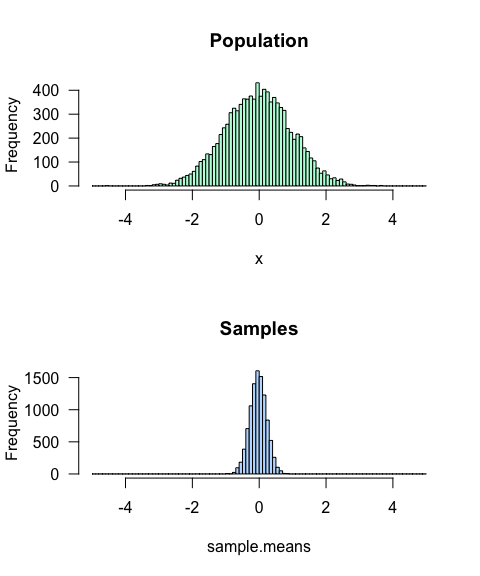 Population
Frequency
400
300
200
100
0
-4 -2 0 2 4
x
Samples
Frequency
1500
1000
500
0
-4 -2 0 2 4
sample.means